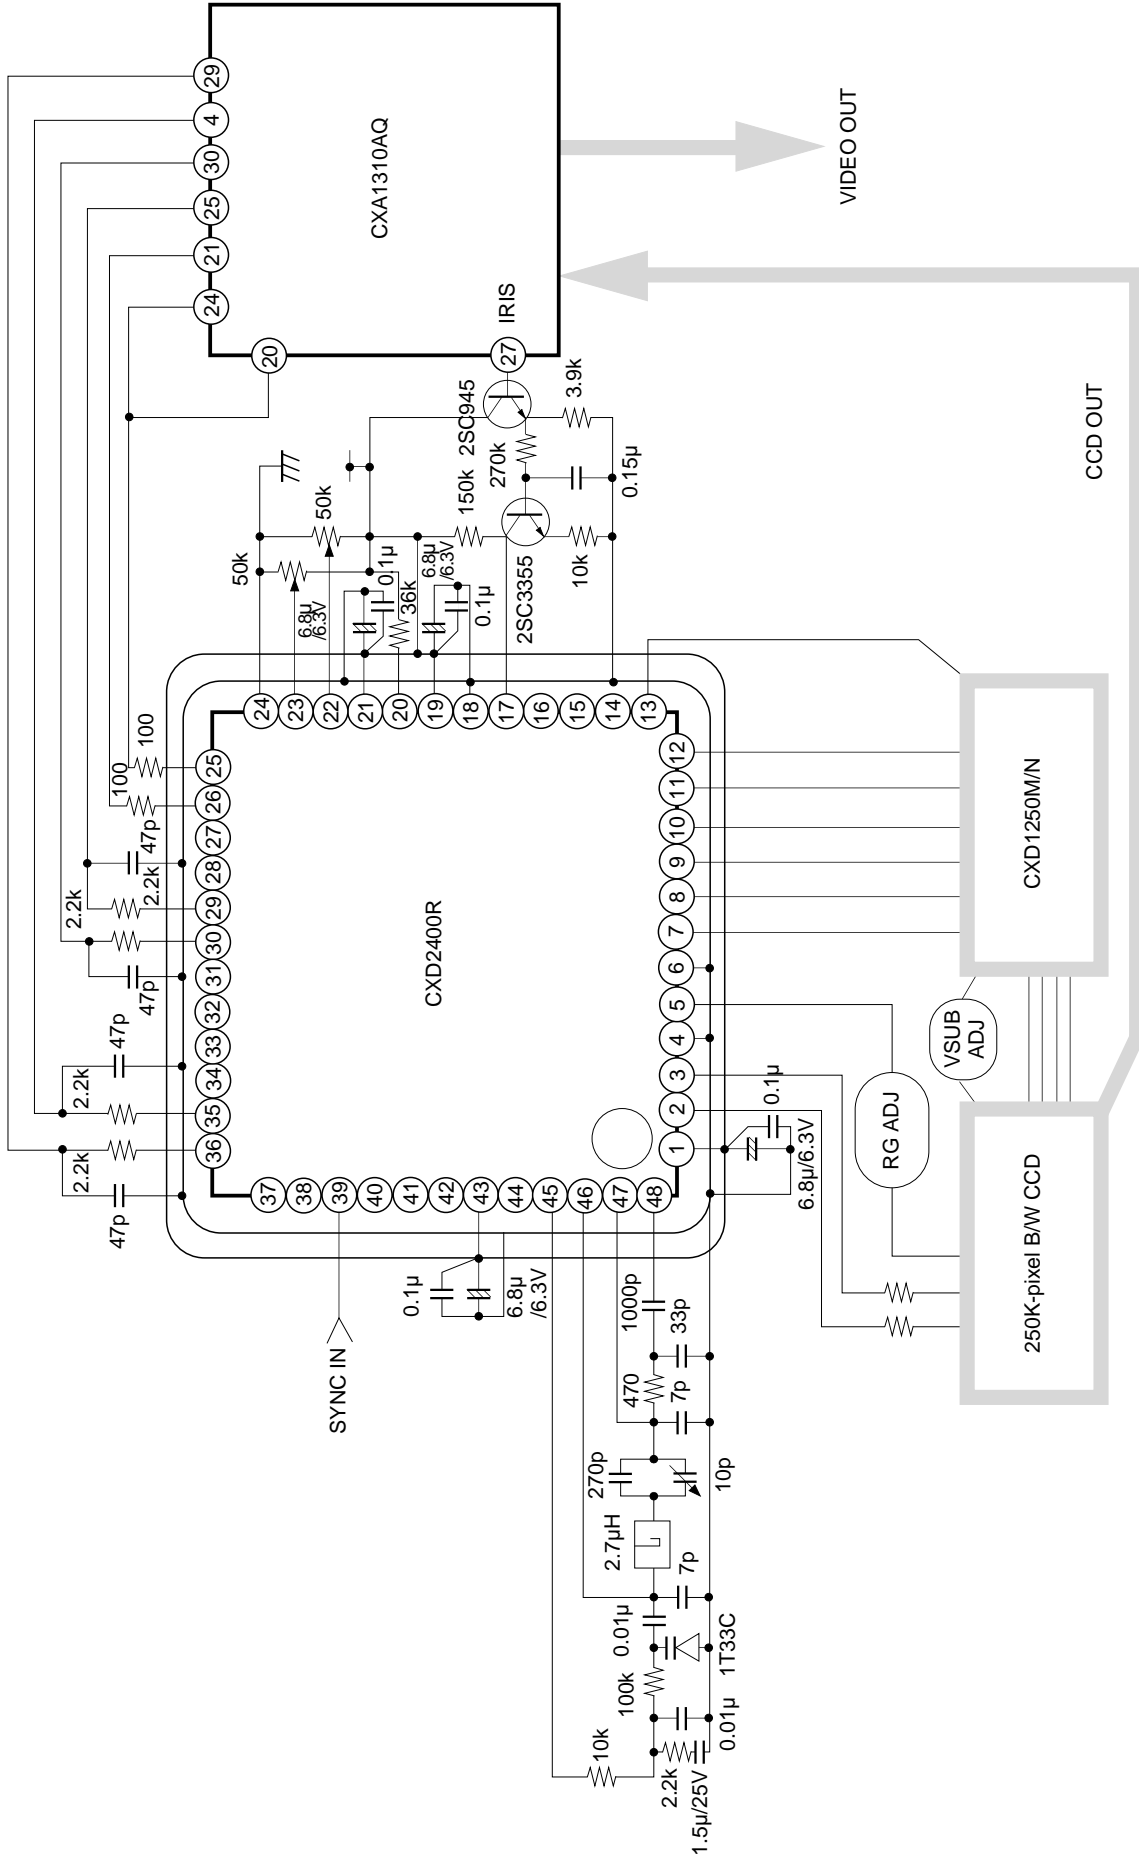 29
4
30
25
21
24
20
27
CXA1310AQ
IRIS
VIDEO OUT
CCD OUT
2SC945
3.9k
270k
0.15µ
150k
50k
50k
2SC3355
10k
0.1µ
36k
6.8µ
/6.3V
6.8µ
/6.3V
0.1µ
24
23
22
21
20
19
18
17
16
15
14
13
100
100
47p
2.2k
2.2k
47p
47p
2.2k
2.2k
47p
25
26
27
28
29
30
31
32
33
34
35
36
CXD2400R
12
11
10
9
8
7
6
5
4
3
2
1
37
38
39
40
41
42
43
44
45
46
47
48
CXD1250M/N
VSUB
ADJ
RG ADJ
0.1µ
6.8µ/6.3V
250K-pixel B/W CCD
SYNC IN
0.1µ
6.8µ
/6.3V
1000p
33p
470
7p
270p
10p
2.7µH
7p
0.01µ
1T33C
100k
0.01µ
10k
2.2k
1.5µ/25V